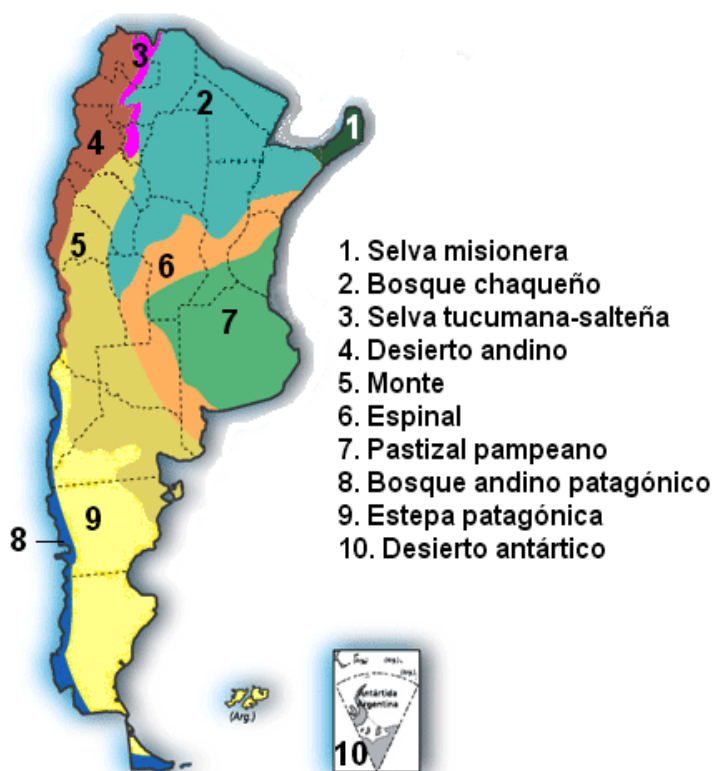 3
2
1
4
5
6
7
9
8
1. Selva misionera
2. Bosque chaqueño
3. Selva tucumana-salteña
4. Desierto andino
5. Monte
6. Espinal
7. Pastizal pampeano
8. Bosque andino patagónico
9. Estepa patagónica
10. Desierto antártico
(Arg.)
Antártida
Argentina
10